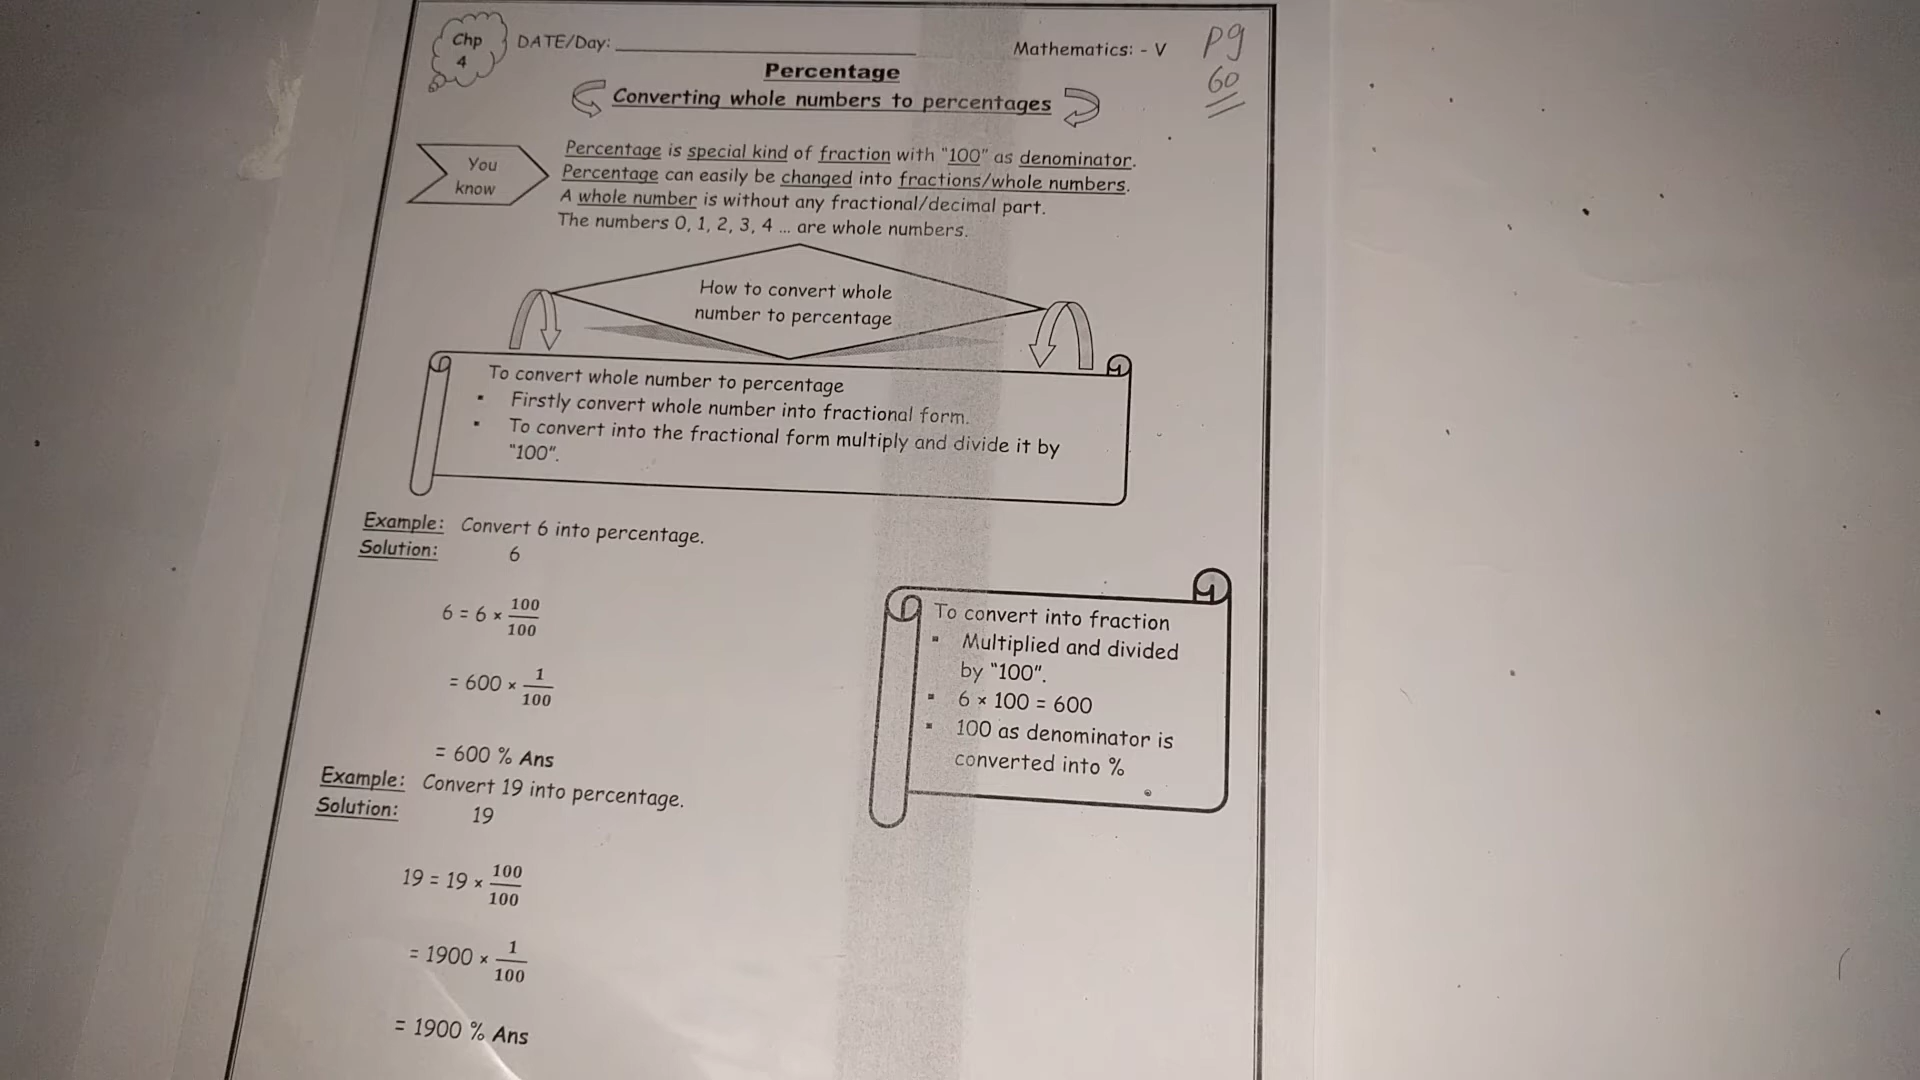 Chp
4
DATE/Day:
Mathematics: - V
pg
60
Percentage
Converting whole numbers to percentages
You
know
Percentage is special kind of fraction with "100" as denominator.
Percentage can easily be changed into fractions/whole numbers.
A whole number is without any fractional/decimal part.
The numbers 0, 1, 2, 3, 4 ... are whole numbers.
How to convert whole
number to percentage
To convert whole number to percentage
▪ Firstly convert whole number into fractional form.
▪ To convert into the fractional form multiply and divide it by
"100".
Example: Convert 6 into percentage.
Solution: 6
6 = 6 × 100/100
= 600 × 1/100
= 600 % Ans
To convert into fraction
▪ Multiplied and divided
by "100".
▪ 6 × 100 = 600
▪ 100 as denominator is
converted into %
Example: Convert 19 into percentage.
Solution: 19
19 = 19 × 100/100
= 1900 × 1/100
= 1900 % Ans